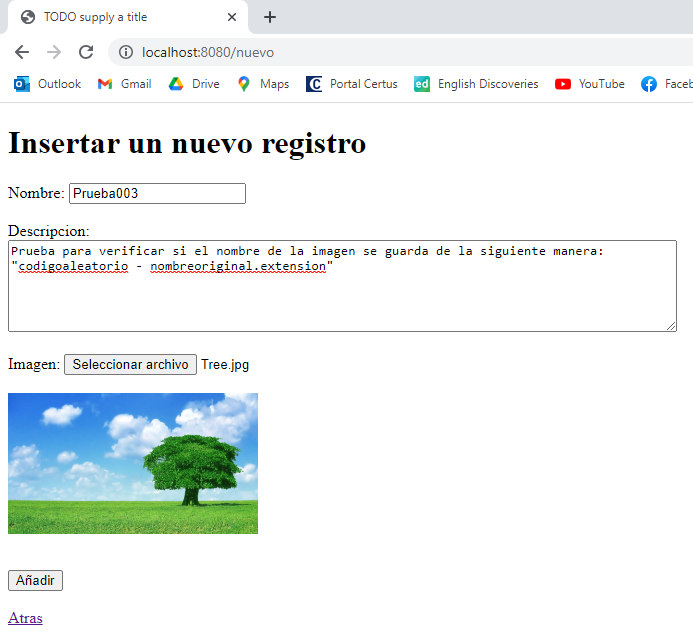 TODO supply a title
localhost:8080/nuevo
Outlook Gmail Drive Maps Portal Certus ed English Discoveries YouTube Faceb
Insertar un nuevo registro
Nombre: Prueba003
Descripcion:
Prueba para verificar si el nombre de la imagen se guarda de la siguiente manera:
"codigoaleatorio - nombreoriginal.extension"
Imagen: Seleccionar archivo Tree.jpg
Añadir
Atras